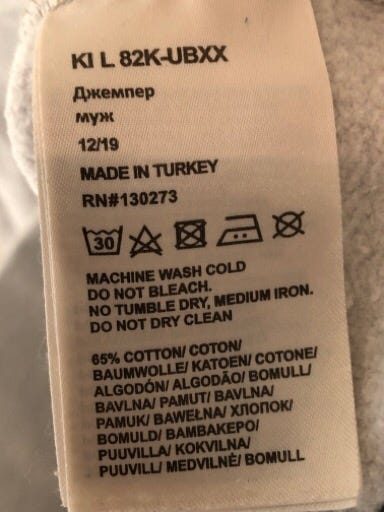 KI L 82K-UBXX
Джемпер
муж
12/19
MADE IN TURKEY
RN#130273
30
MACHINE WASH COLD
DO NOT BLEACH.
NO TUMBLE DRY, MEDIUM IRON.
DO NOT DRY CLEAN
65% COTTON/ COTON/
BAUMWOLLE/ KATOEN/ COTONE/
ALGODÓN/ ALGODÃO/ BOMULL/
BAVLNA/ PAMUT/ BAVLNA/
PAMUK/ BAWEŁNA/ ХЛОПОК/
BOMULD/ ΒΑΜΒΑΚΕΡΟ/
PUUVILLA/ KOKVILNA/
PUUVILL/ MEDVILNĖ/ BOMULL